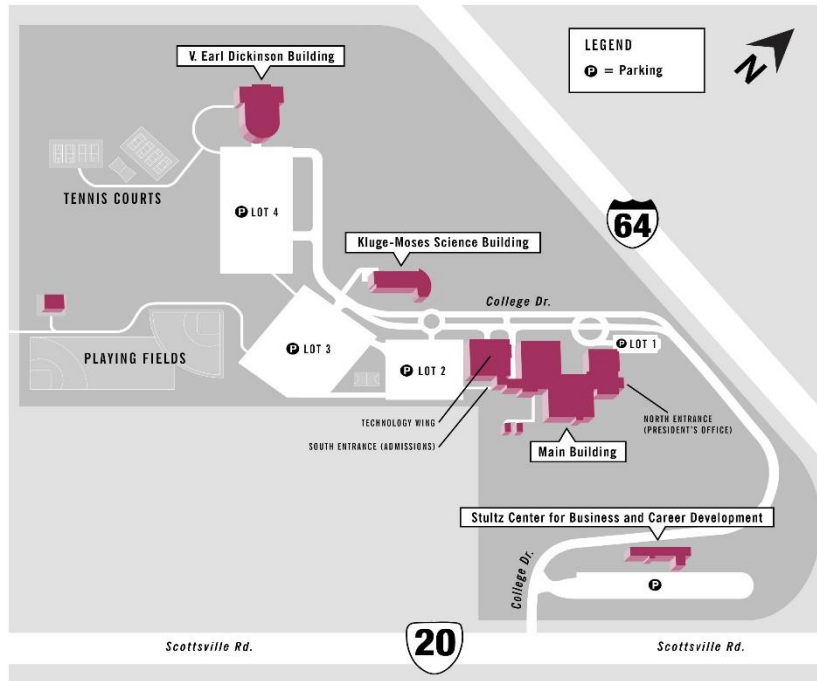 V. Earl Dickinson Building
LEGEND
P = Parking
N
TENNIS COURTS
P LOT 4
64
Kluge-Moses Science Building
College Dr.
P LOT 1
PLAYING FIELDS
P LOT 3
P LOT 2
TECHNOLOGY WING
SOUTH ENTRANCE (ADMISSIONS)
NORTH ENTRANCE
(PRESIDENT'S OFFICE)
Main Building
Stultz Center for Business and Career Development
College Dr.
P
Scottsville Rd.
20
Scottsville Rd.